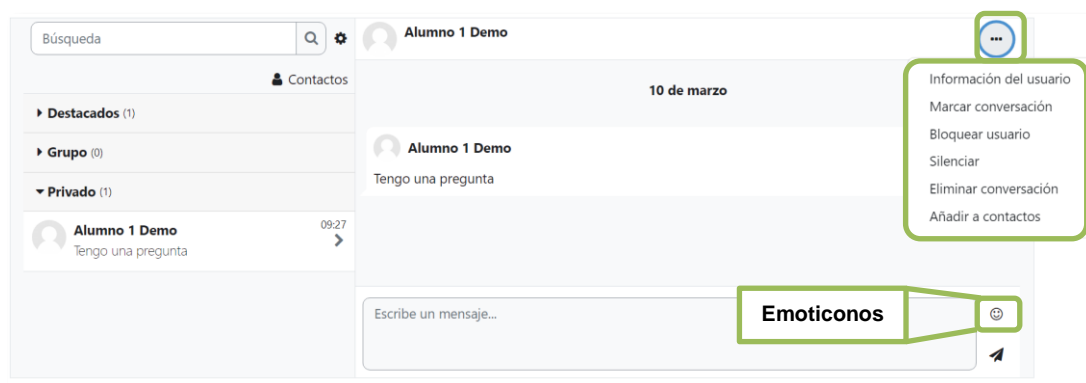 Búsqueda
Contactos
Destacados (1)
Grupo (0)
Privado (1)
Alumno 1 Demo
09:27
Tengo una pregunta
Alumno 1 Demo
10 de marzo
Alumno 1 Demo
Tengo una pregunta
Información del usuario
Marcar conversación
Bloquear usuario
Silenciar
Eliminar conversación
Añadir a contactos
Escribe un mensaje...
Emoticonos